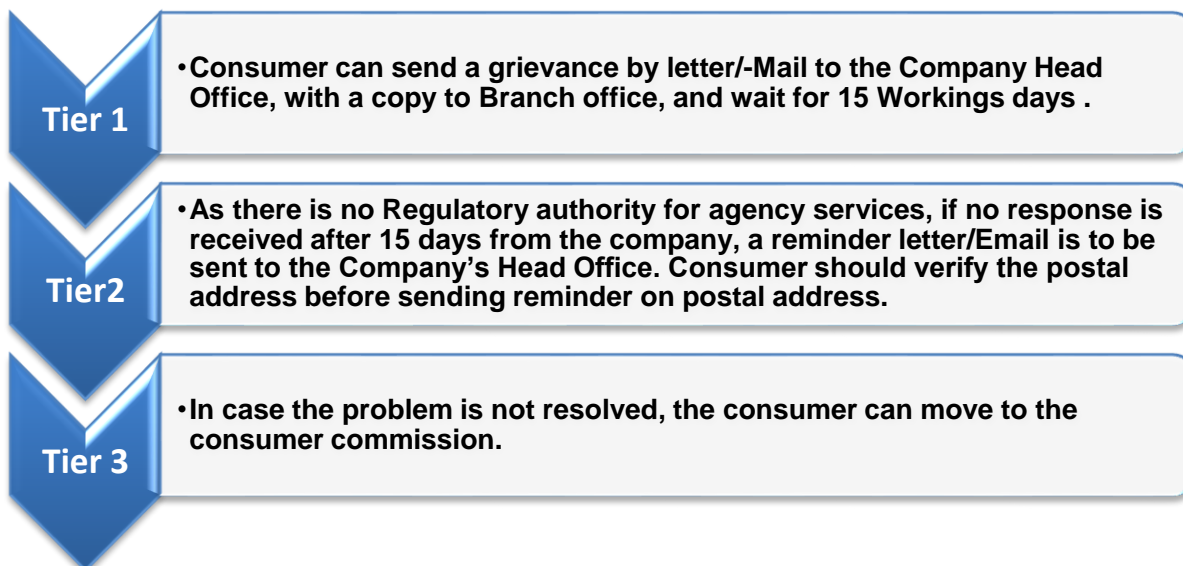 Tier 1
•Consumer can send a grievance by letter/-Mail to the Company Head
Office, with a copy to Branch office, and wait for 15 Workings days .
Tier2
•As there is no Regulatory authority for agency services, if no response is
received after 15 days from the company, a reminder letter/Email is to be
sent to the Company’s Head Office. Consumer should verify the postal
address before sending reminder on postal address.
Tier 3
•In case the problem is not resolved, the consumer can move to the
consumer commission.